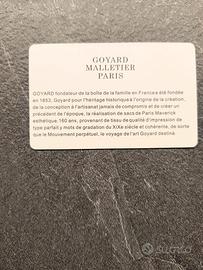 GOYARD
MALLETIER
PARIS
GOYARD fondateur de la boîte de la famille en France a été fondée
en 1853, Goyard pour l'héritage historique à l'origine de la création,
de la conception à l'artisanat jamais de compromis et de créer un
précédent de l'époque, la réalisation de sacs de Paris Maverick
esthétique, 160 ans, provenant de tissu de qualité d'impression de
type parfait y mots de gradation du XIXe siècle et cohérente, de sorte
que le Mouvement perpétuel, le voyage de l'art Goyard destiná.
Subito